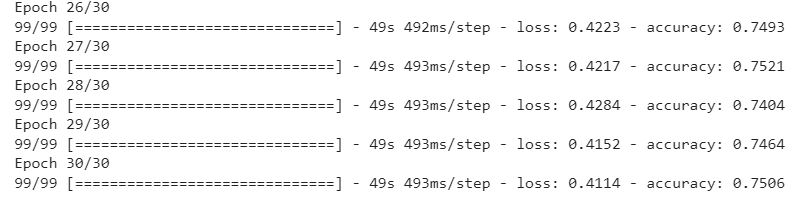 Epoch 26/30
99/99 [==============================] - 49s 492ms/step - loss: 0.4223 - accuracy: 0.7493
Epoch 27/30
99/99 [==============================] - 49s 493ms/step - loss: 0.4217 - accuracy: 0.7521
Epoch 28/30
99/99 [==============================] - 49s 493ms/step - loss: 0.4284 - accuracy: 0.7404
Epoch 29/30
99/99 [==============================] - 49s 493ms/step - loss: 0.4152 - accuracy: 0.7464
Epoch 30/30
99/99 [==============================] - 49s 493ms/step - loss: 0.4114 - accuracy: 0.7506